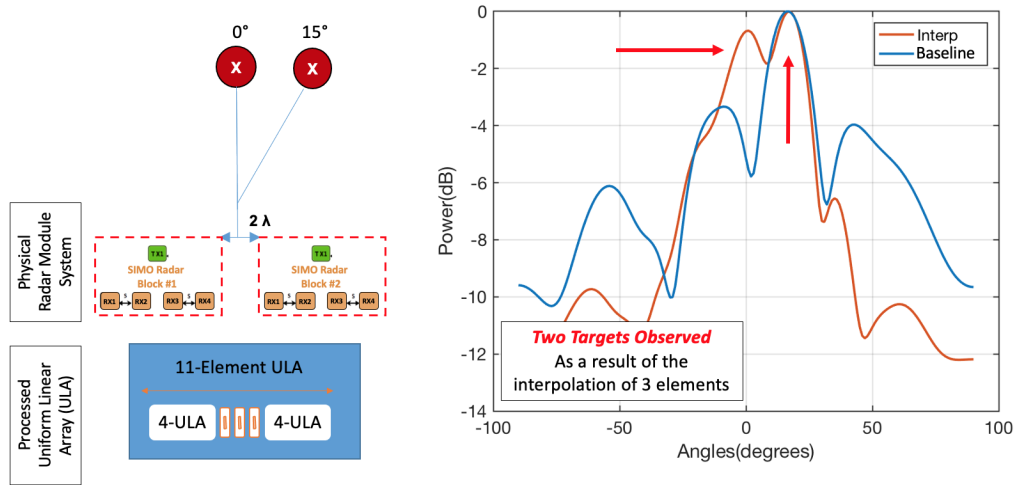 0°
15°
2 λ
Physical
Radar Module
System
TX1
SIMO Radar
Block #1
RX1
S
RX2
RX3
S
RX4
TX1
SIMO Radar
Block #2
RX1
S
RX2
RX3
S
RX4
Processed
Uniform Linear
Array (ULA)
11-Element ULA
4-ULA
4-ULA
X
X
Power(dB)
0
-2
-4
-6
-8
-10
-12
-14
-100
-50
0
50
100
Angles(degrees)
Interp
Baseline
Two Targets Observed
As a result of the
interpolation of 3 elements